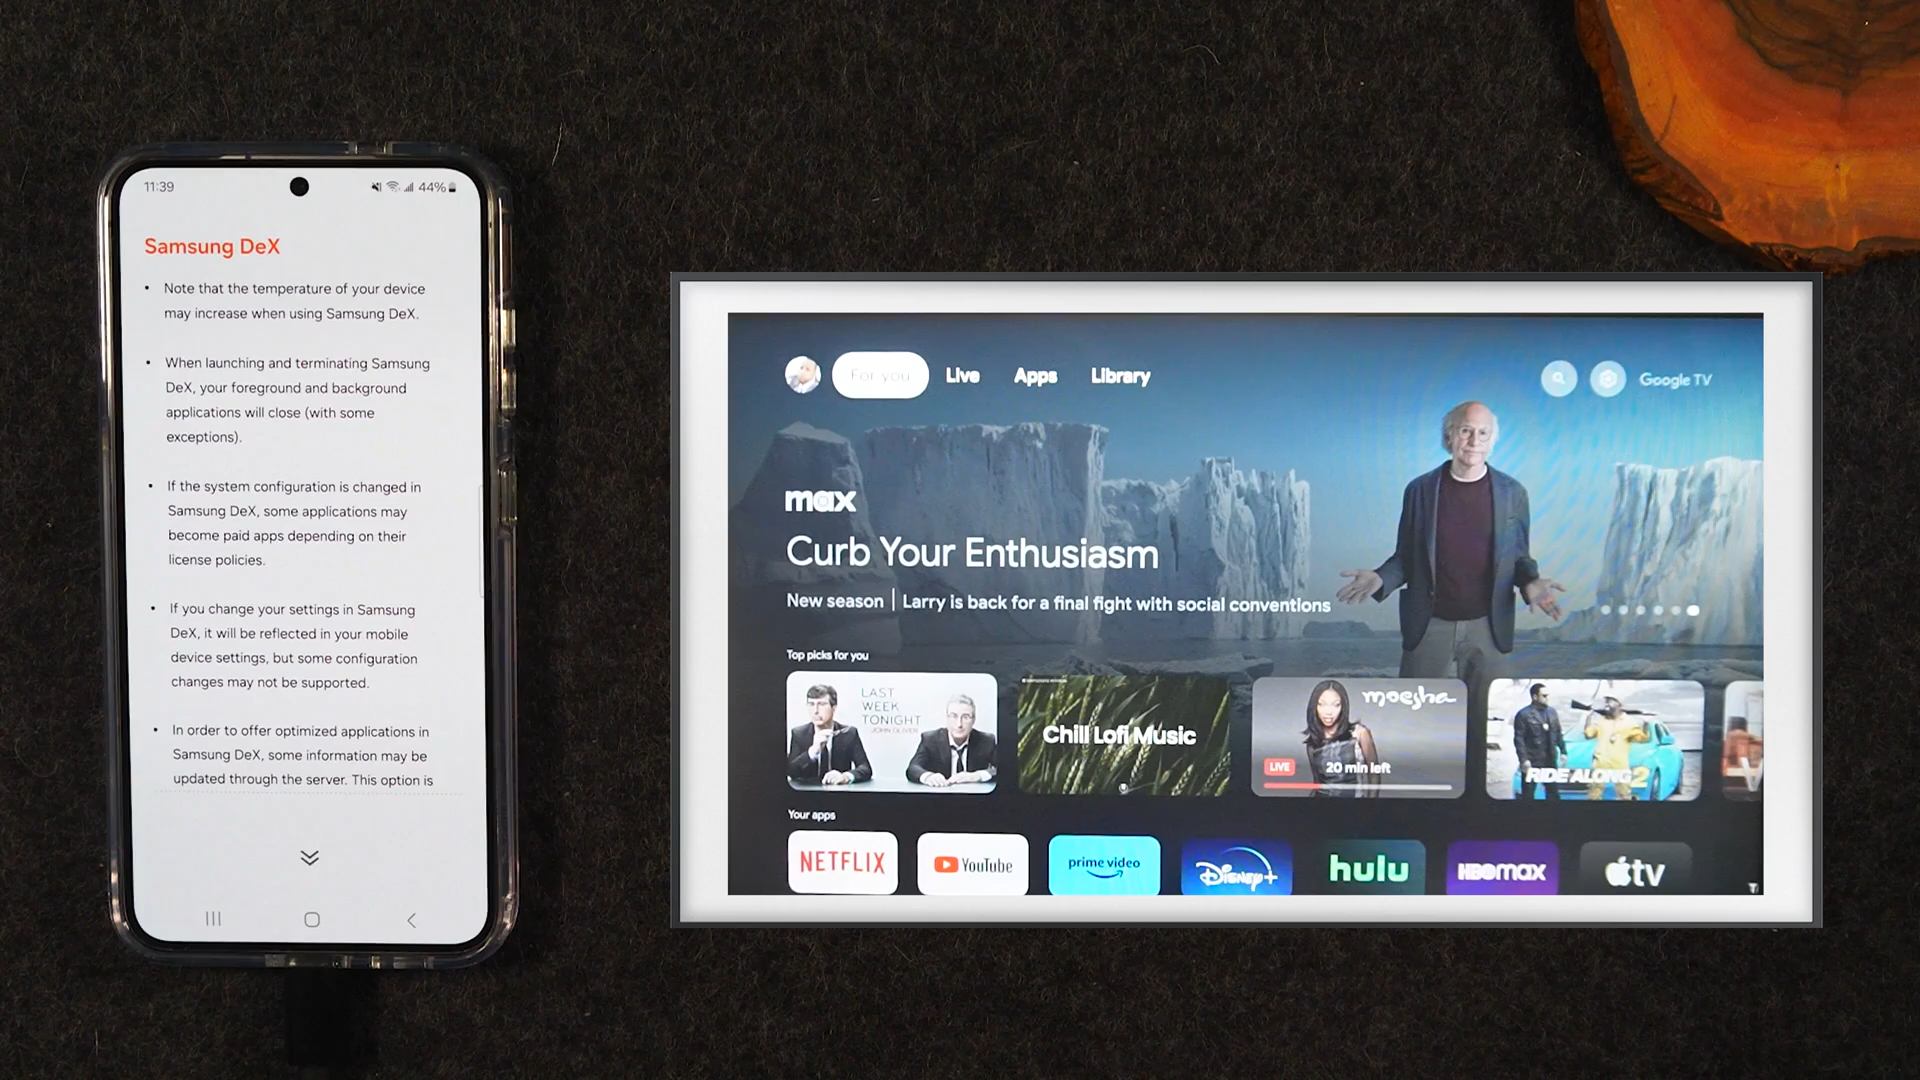 11:39
44%
Samsung DeX
• Note that the temperature of your device
may increase when using Samsung DeX.
• When launching and terminating Samsung
DeX, your foreground and background
applications will close (with some
exceptions).
• If the system configuration is changed in
Samsung DeX, some applications may
become paid apps depending on their
license policies.
• If you change your settings in Samsung
DeX, it will be reflected in your mobile
device settings, but some configuration
changes may not be supported.
• In order to offer optimized applications in
Samsung DeX, some information may be
updated through the server. This option is
For you Live Apps Library
Google TV
max
Curb Your Enthusiasm
New season | Larry is back for a final fight with social conventions
Top picks for you
LAST
WEEK
TONIGHT
JOHN OLIVER
Chill Lofi Music
moesha
LIVE 20 min left
RIDE ALONG 2
Your apps
NETFLIX
YouTube
prime video
Disney+
hulu
HBOmax
tv